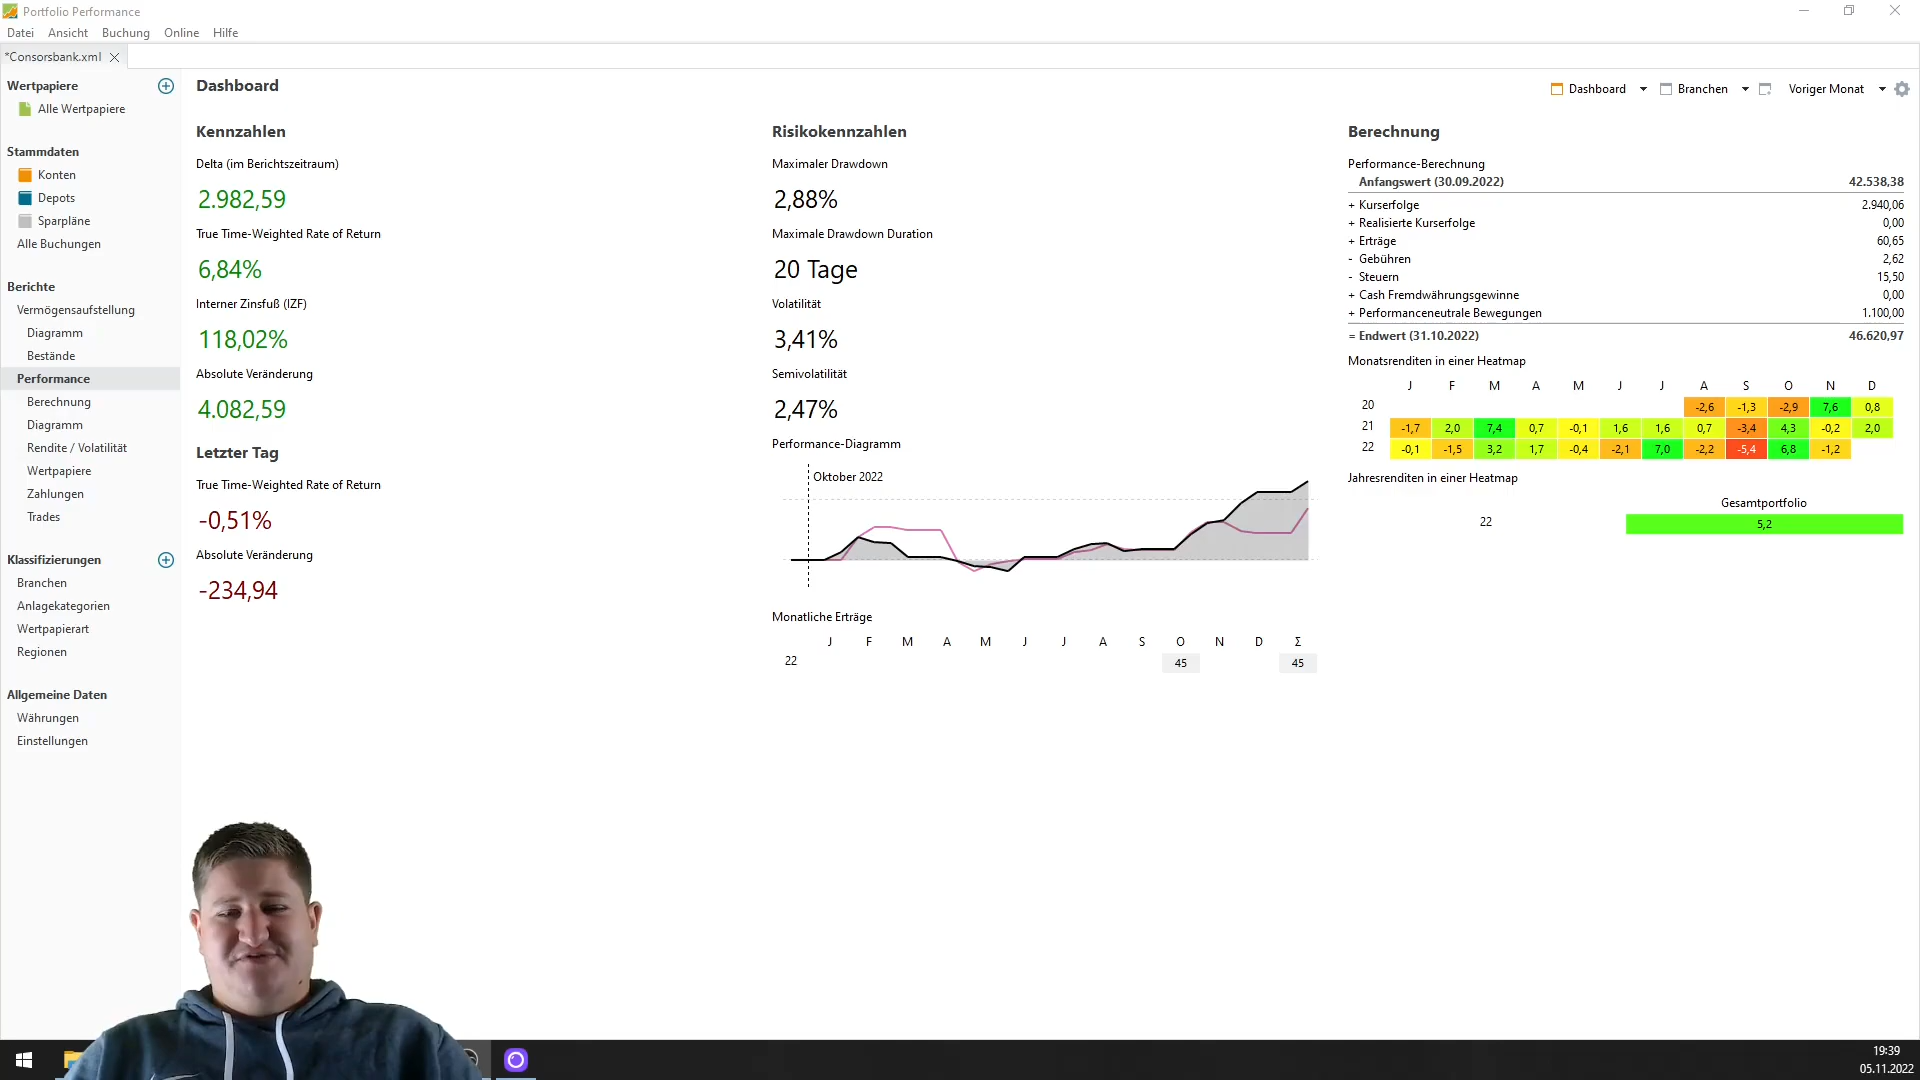 Portfolio Performance
Datei Ansicht Buchung Online Hilfe
*Consorsbank.xml
Wertpapiere
Alle Wertpapiere
Stammdaten
Konten
Depots
Sparpläne
Alle Buchungen
Berichte
Vermögensaufstellung
Diagramm
Bestände
Performance
Berechnung
Diagramm
Rendite / Volatilität
Wertpapiere
Zahlungen
Trades
Klassifizierungen
Branchen
Anlagekategorien
Wertpapierart
Regionen
Allgemeine Daten
Währungen
Einstellungen
Dashboard
Dashboard Branchen Voriger Monat
Kennzahlen
Delta (im Berichtszeitraum)
2.982,59
True Time-Weighted Rate of Return
6,84%
Interner Zinsfuß (IZF)
118,02%
Absolute Veränderung
4.082,59
Letzter Tag
True Time-Weighted Rate of Return
-0,51%
Absolute Veränderung
-234,94
Risikokennzahlen
Maximaler Drawdown
2,88%
Maximale Drawdown Duration
20 Tage
Volatilität
3,41%
Semivolatilität
2,47%
Performance-Diagramm
Oktober 2022
Monatliche Erträge
J F M A M J J A S O N D Σ
22 45 45
Berechnung
Performance-Berechnung
Anfangswert (30.09.2022) 42.538,38
+ Kurserfolge 2.940,06
+ Realisierte Kurserfolge 0,00
+ Erträge 60,65
- Gebühren 2,62
- Steuern 15,50
+ Cash Fremdwährungsgewinne 0,00
+ Performanceneutrale Bewegungen 1.100,00
= Endwert (31.10.2022) 46.620,97
Monatsrenditen in einer Heatmap
J F M A M J J A S O N D
20 -2,6 -1,3 -2,9 7,6 0,8
21 -1,7 2,0 7,4 0,7 -0,1 1,6 1,6 0,7 -3,4 4,3 -0,2 2,0
22 -0,1 -1,5 3,2 1,7 -0,4 -2,1 7,0 -2,2 -5,4 6,8 -1,2
Jahresrenditen in einer Heatmap
Gesamtportfolio
22 5,2
19:39
05.11.2022